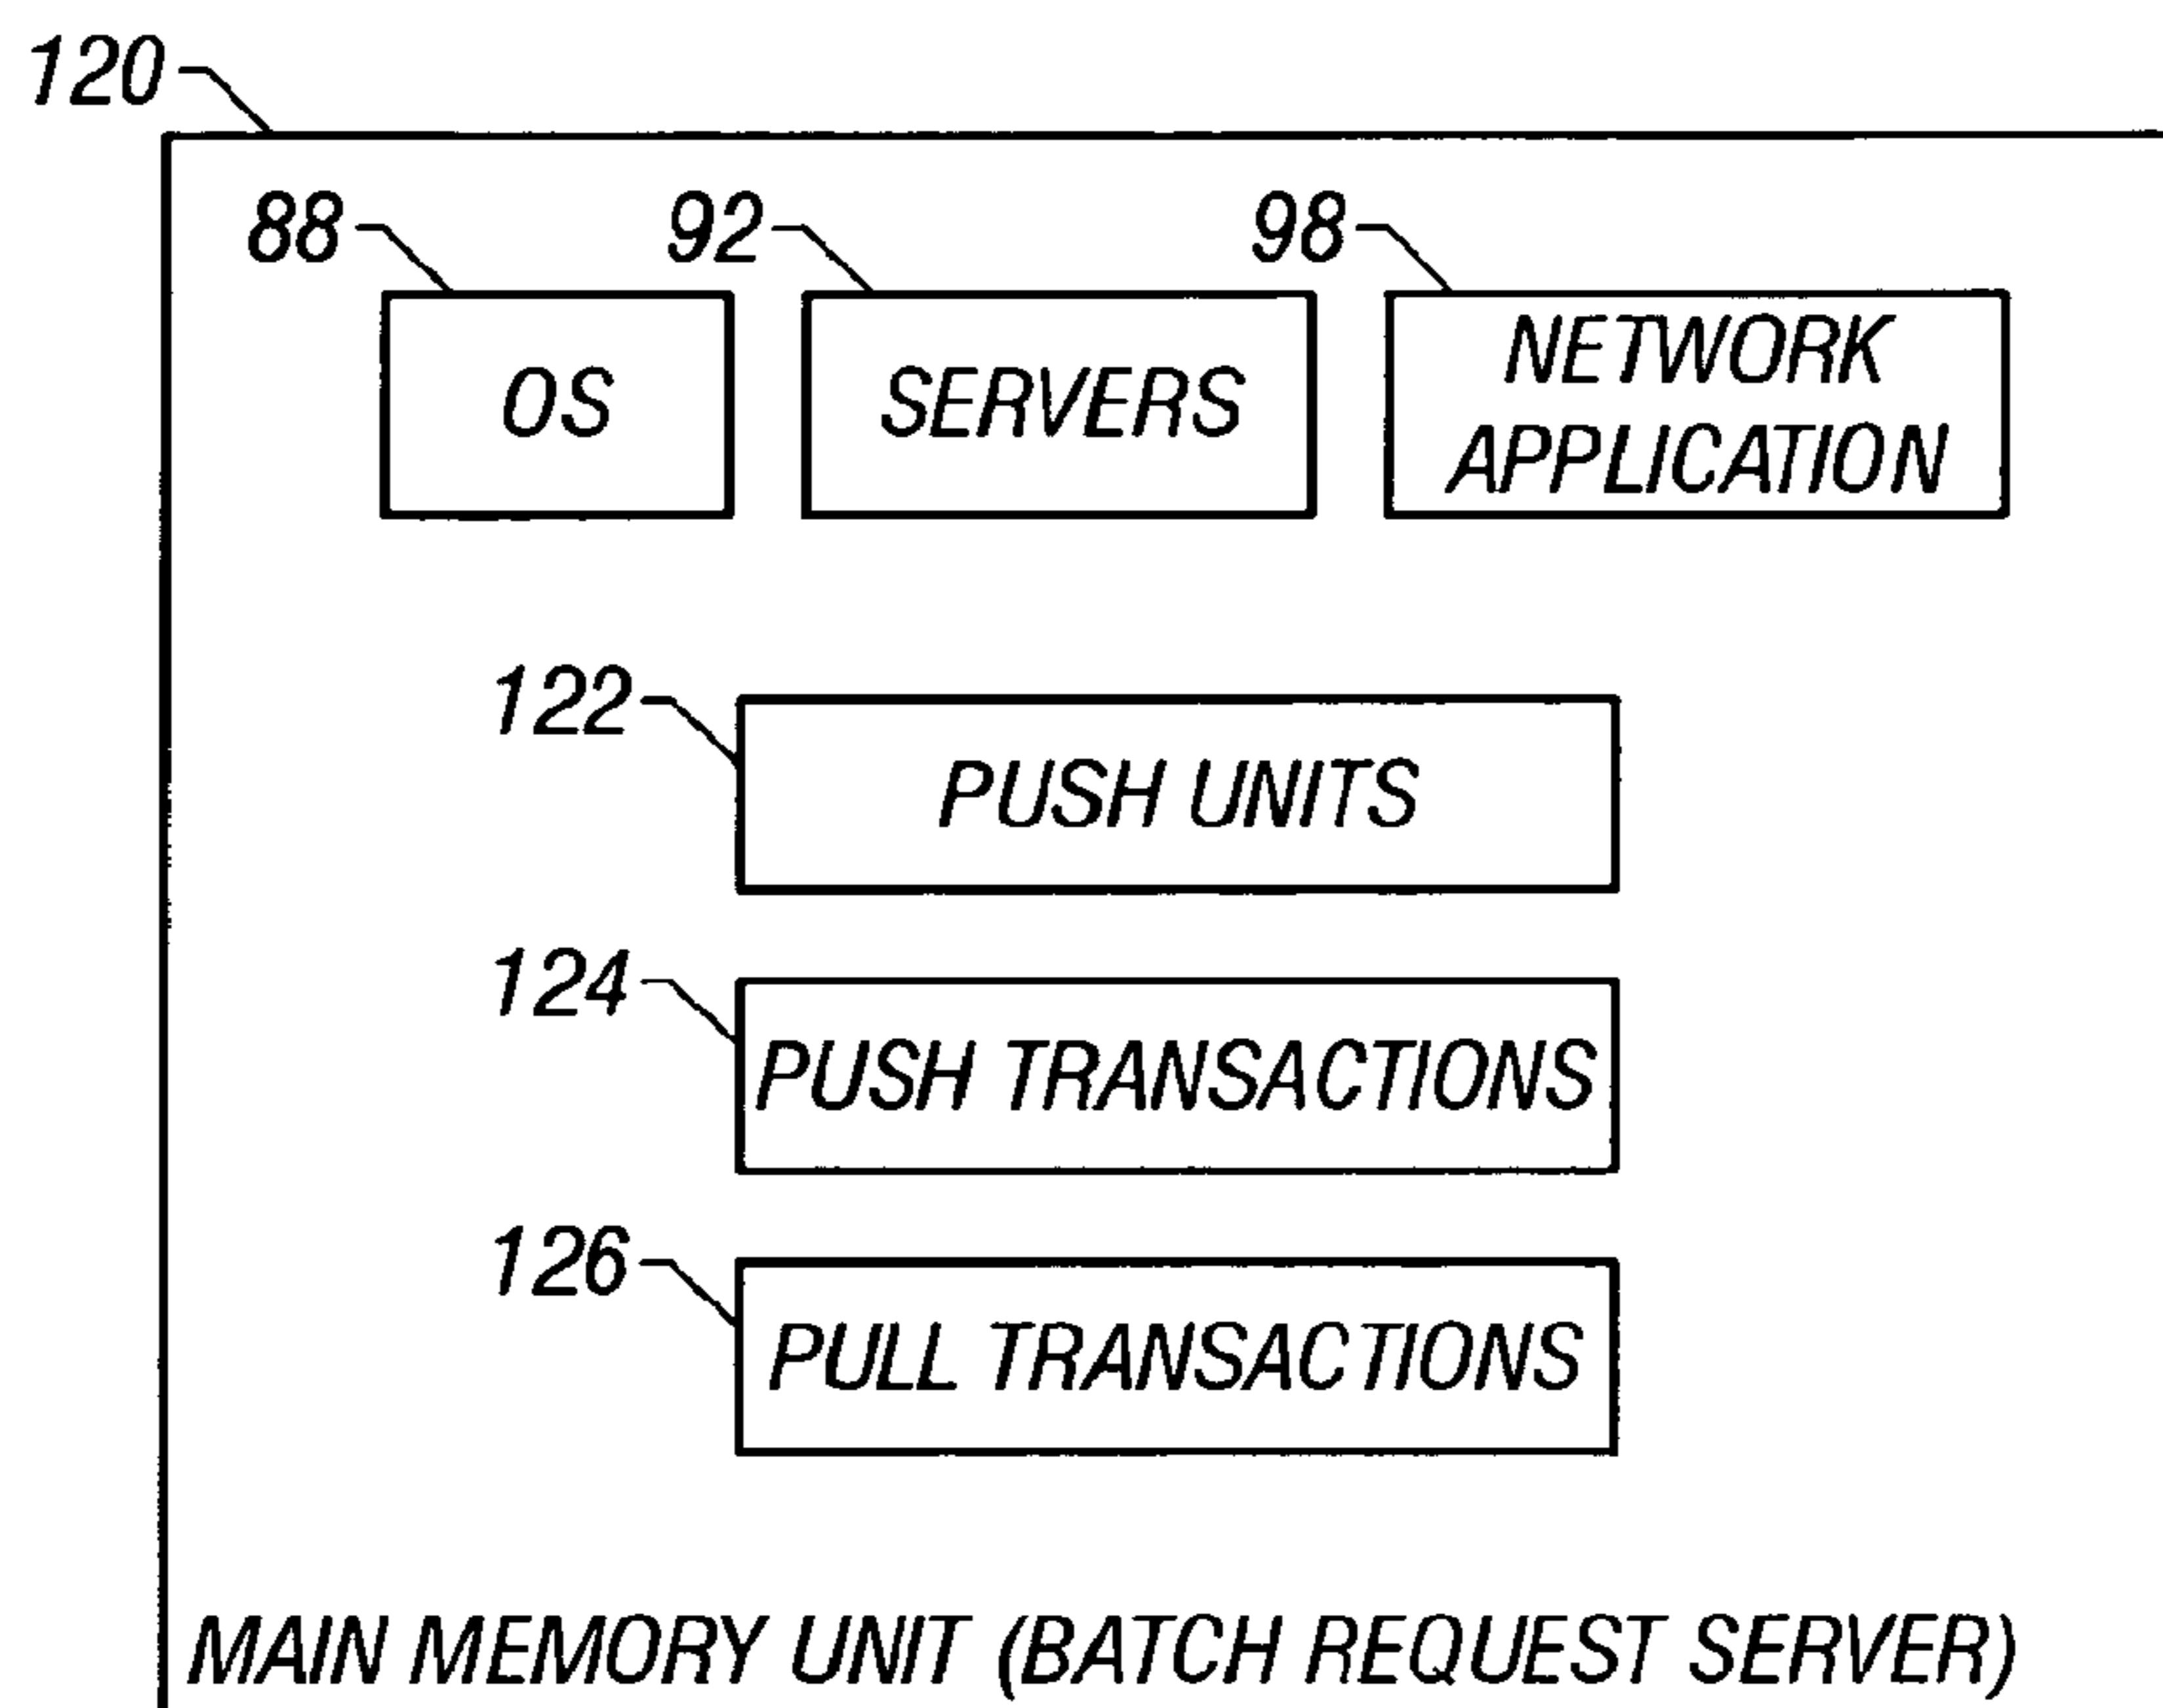 120
88
92
98
OS
SERVERS
NETWORK
APPLICATION
122
PUSH UNITS
124
PUSH TRANSACTIONS
126
PULL TRANSACTIONS
MAIN MEMORY UNIT (BATCH REQUEST SERVER)